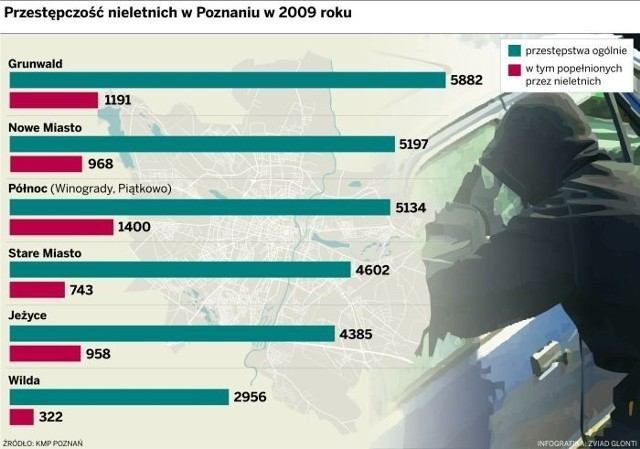 Przestępczość nieletnich w Poznaniu w 2009 roku
przestępstwa ogólnie
w tym popełnionych
przez nieletnich
Grunwald
5882
1191
Nowe Miasto
5197
968
Północ (Winogrady, Piątkowo)
5134
1400
Stare Miasto
4602
743
Jeżyce
4385
958
Wilda
2956
322
ŹRÓDŁO: KMP POZNAŃ
INFOGRAFIKA: ZVIAD GLONTI